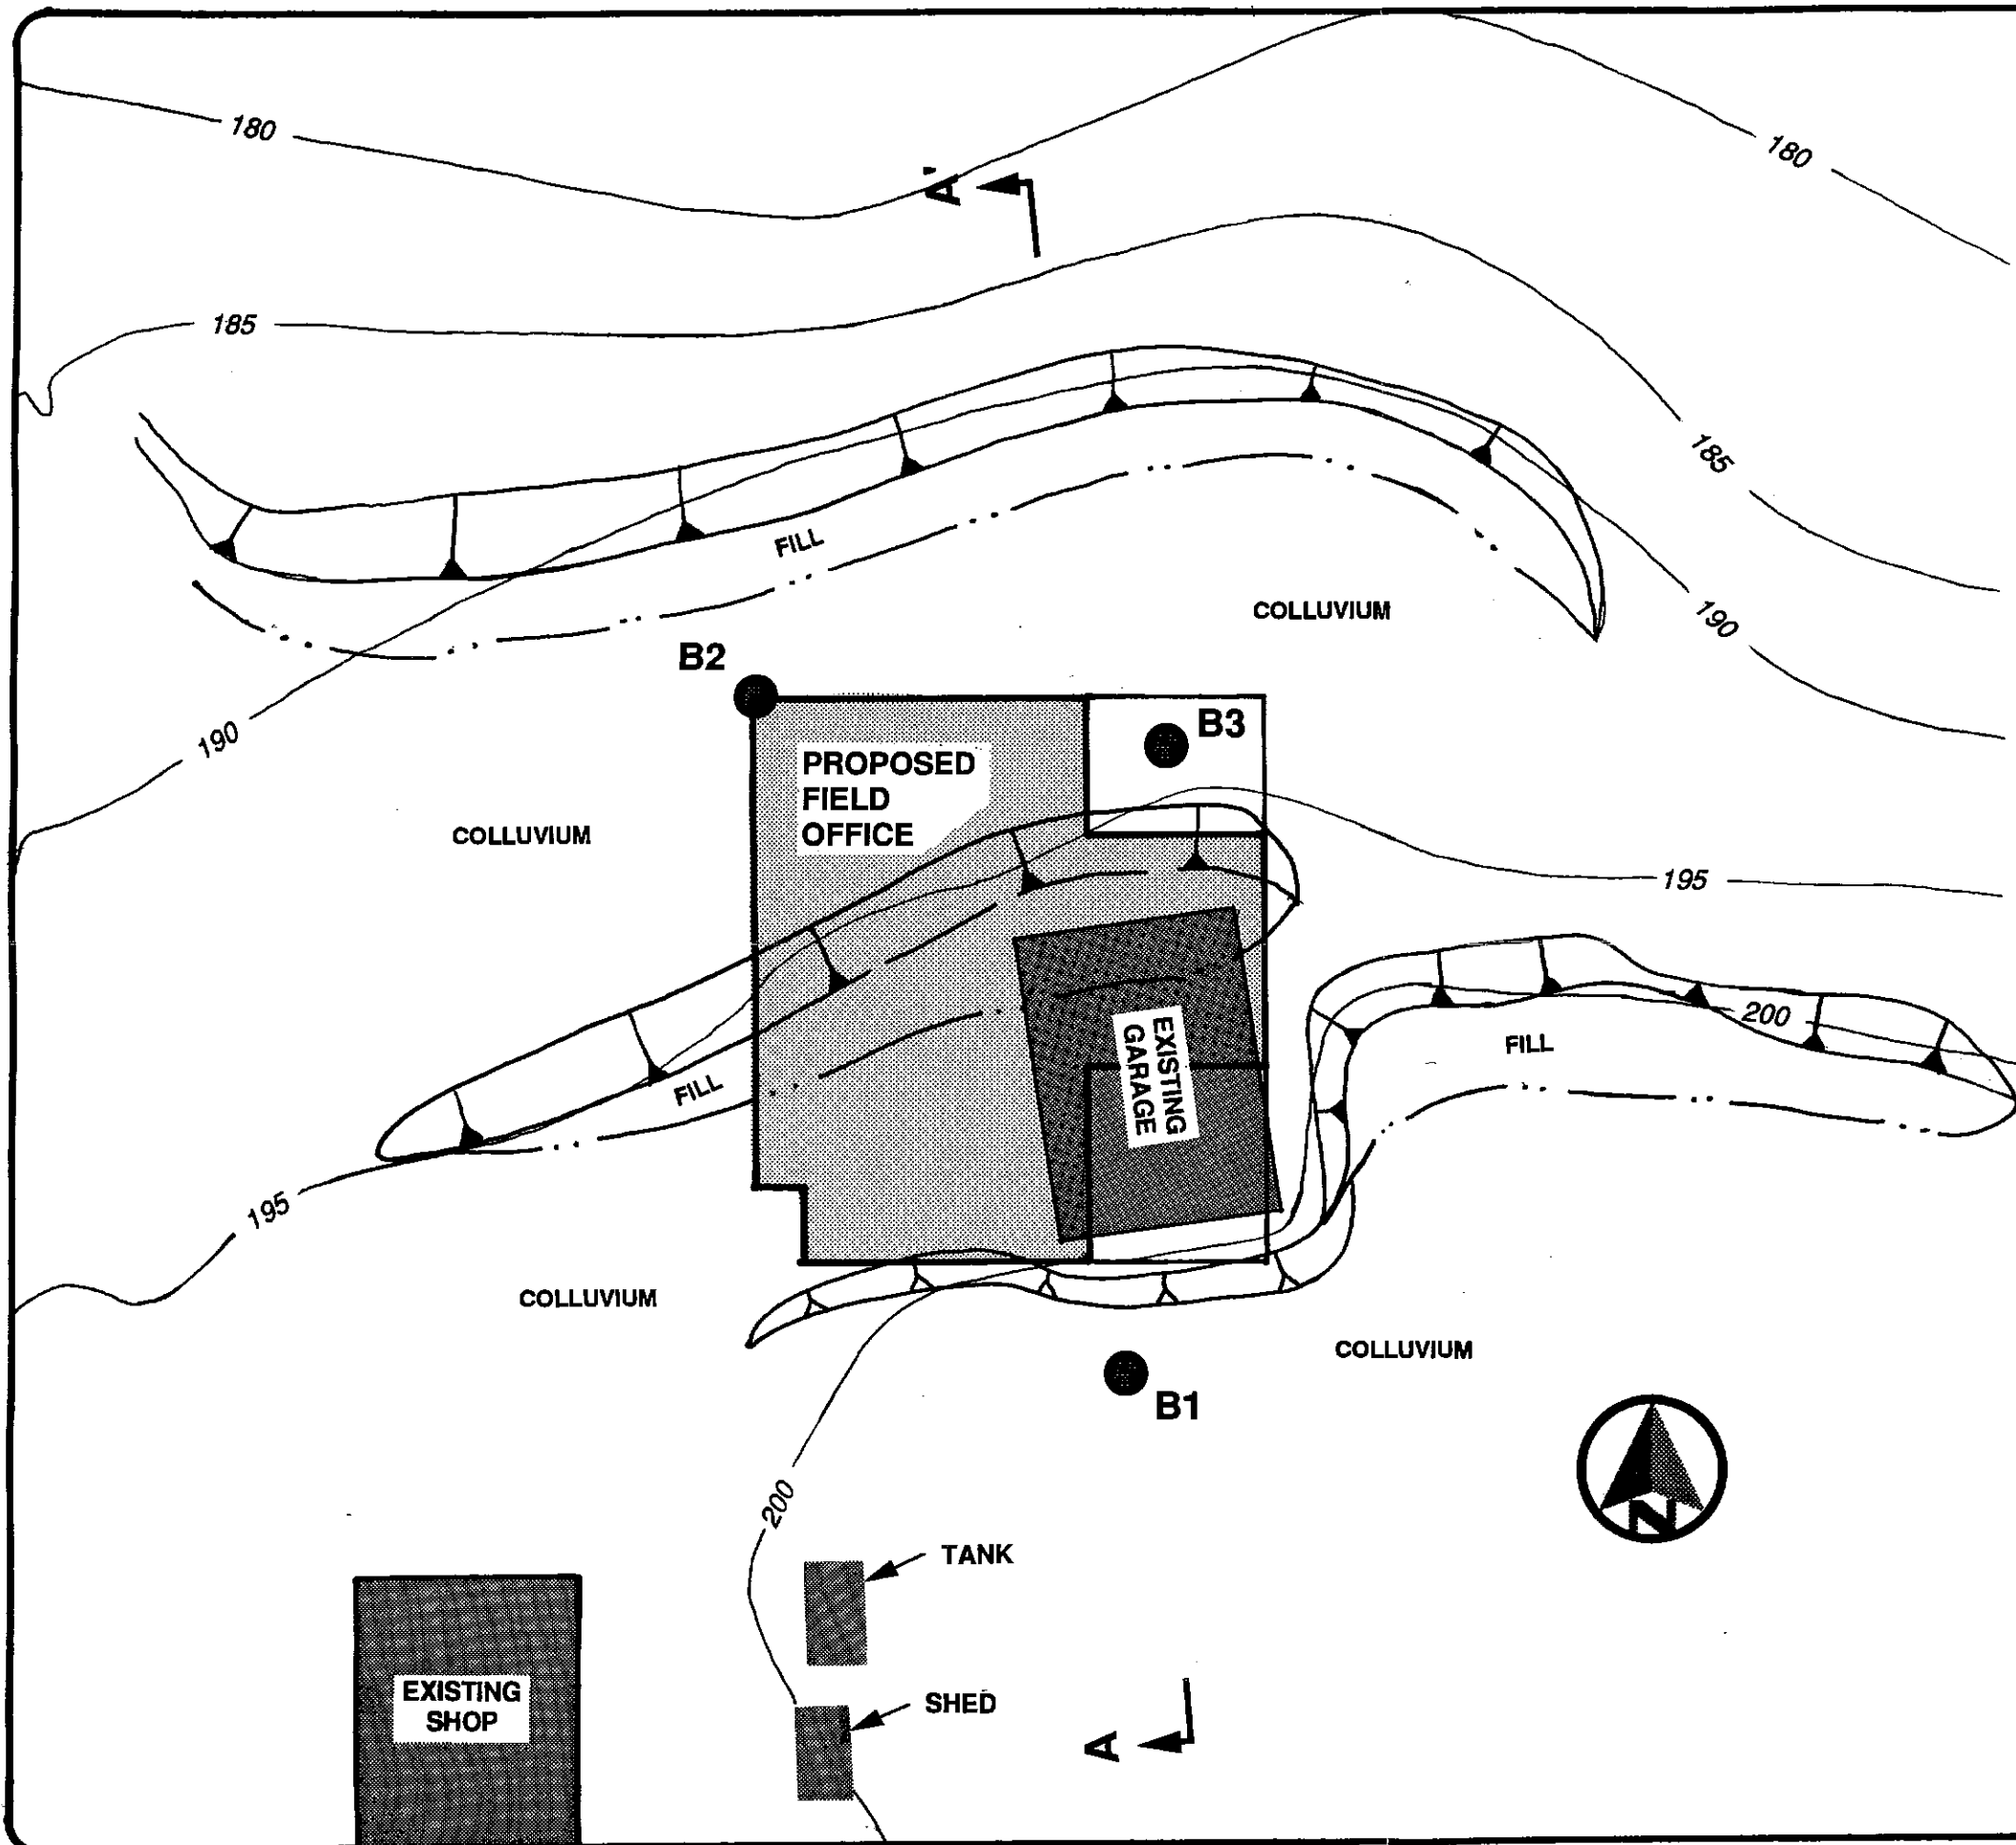 180
180
A'
185
185
FILL
COLLUVIUM
190
B2
B3
190
PROPOSED
FIELD
OFFICE
COLLUVIUM
195
200
EXISTING
GARAGE
FILL
FILL
195
COLLUVIUM
COLLUVIUM
B1
200
N
TANK
EXISTING
SHOP
SHED
A